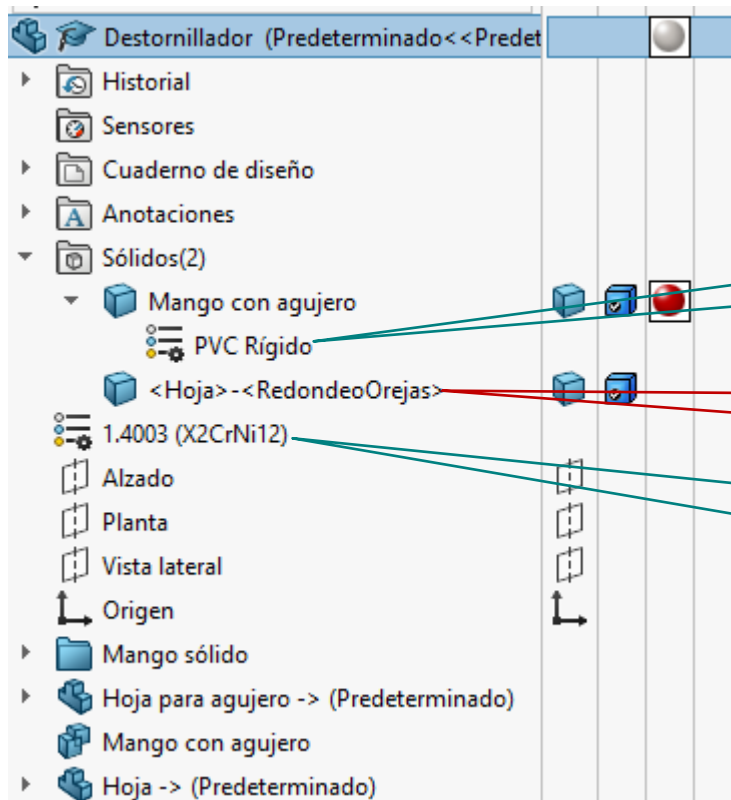 Destornillador (Predeterminado<<Predet
Historial
Sensores
Cuaderno de diseño
Anotaciones
Sólidos(2)
Mango con agujero
PVC Rígido
<Hoja>-<RedondeoOrejas>
1.4003 (X2CrNi12)
Alzado
Planta
Vista lateral
Origen
Mango sólido
Hoja para agujero -> (Predeterminado)
Mango con agujero
Hoja -> (Predeterminado)